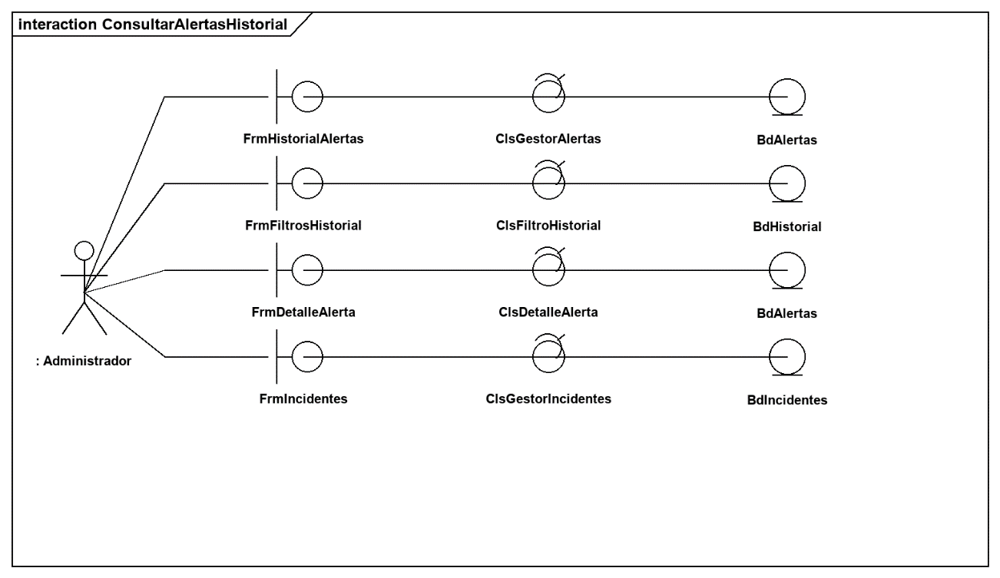 interaction ConsultarAlertasHistorial
FrmHistorialAlertas
ClsGestorAlertas
BdAlertas
FrmFiltrosHistorial
ClsFiltroHistorial
BdHistorial
FrmDetalleAlerta
ClsDetalleAlerta
BdAlertas
: Administrador
FrmIncidentes
ClsGestorIncidentes
BdIncidentes